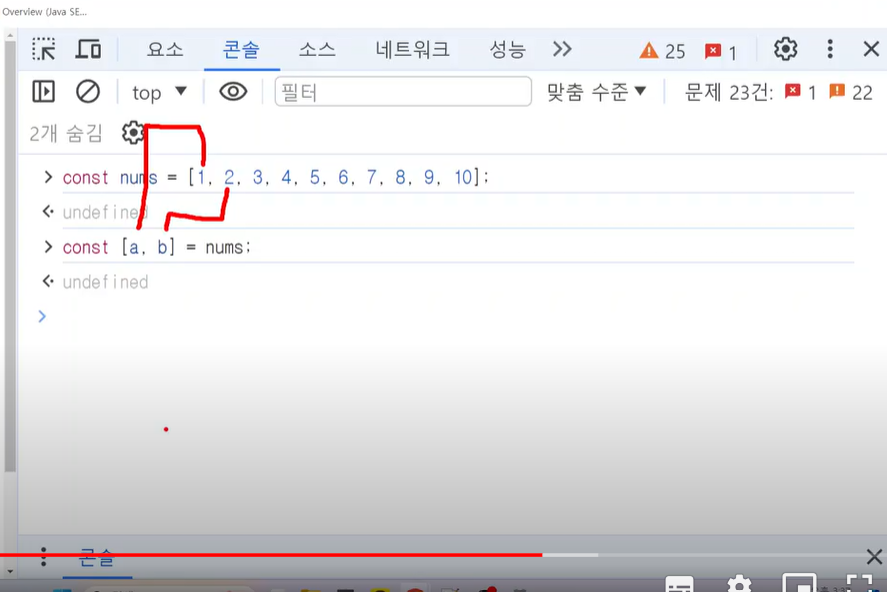 Overview (Java SE...
요소 콘솔 소스 네트워크 성능 25 1
top 필터 맞춤 수준 문제 23건: 1 22
2개 숨김
> const nums = [1, 2, 3, 4, 5, 6, 7, 8, 9, 10];
undefined
> const [a, b] = nums;
undefined
>
콘솔